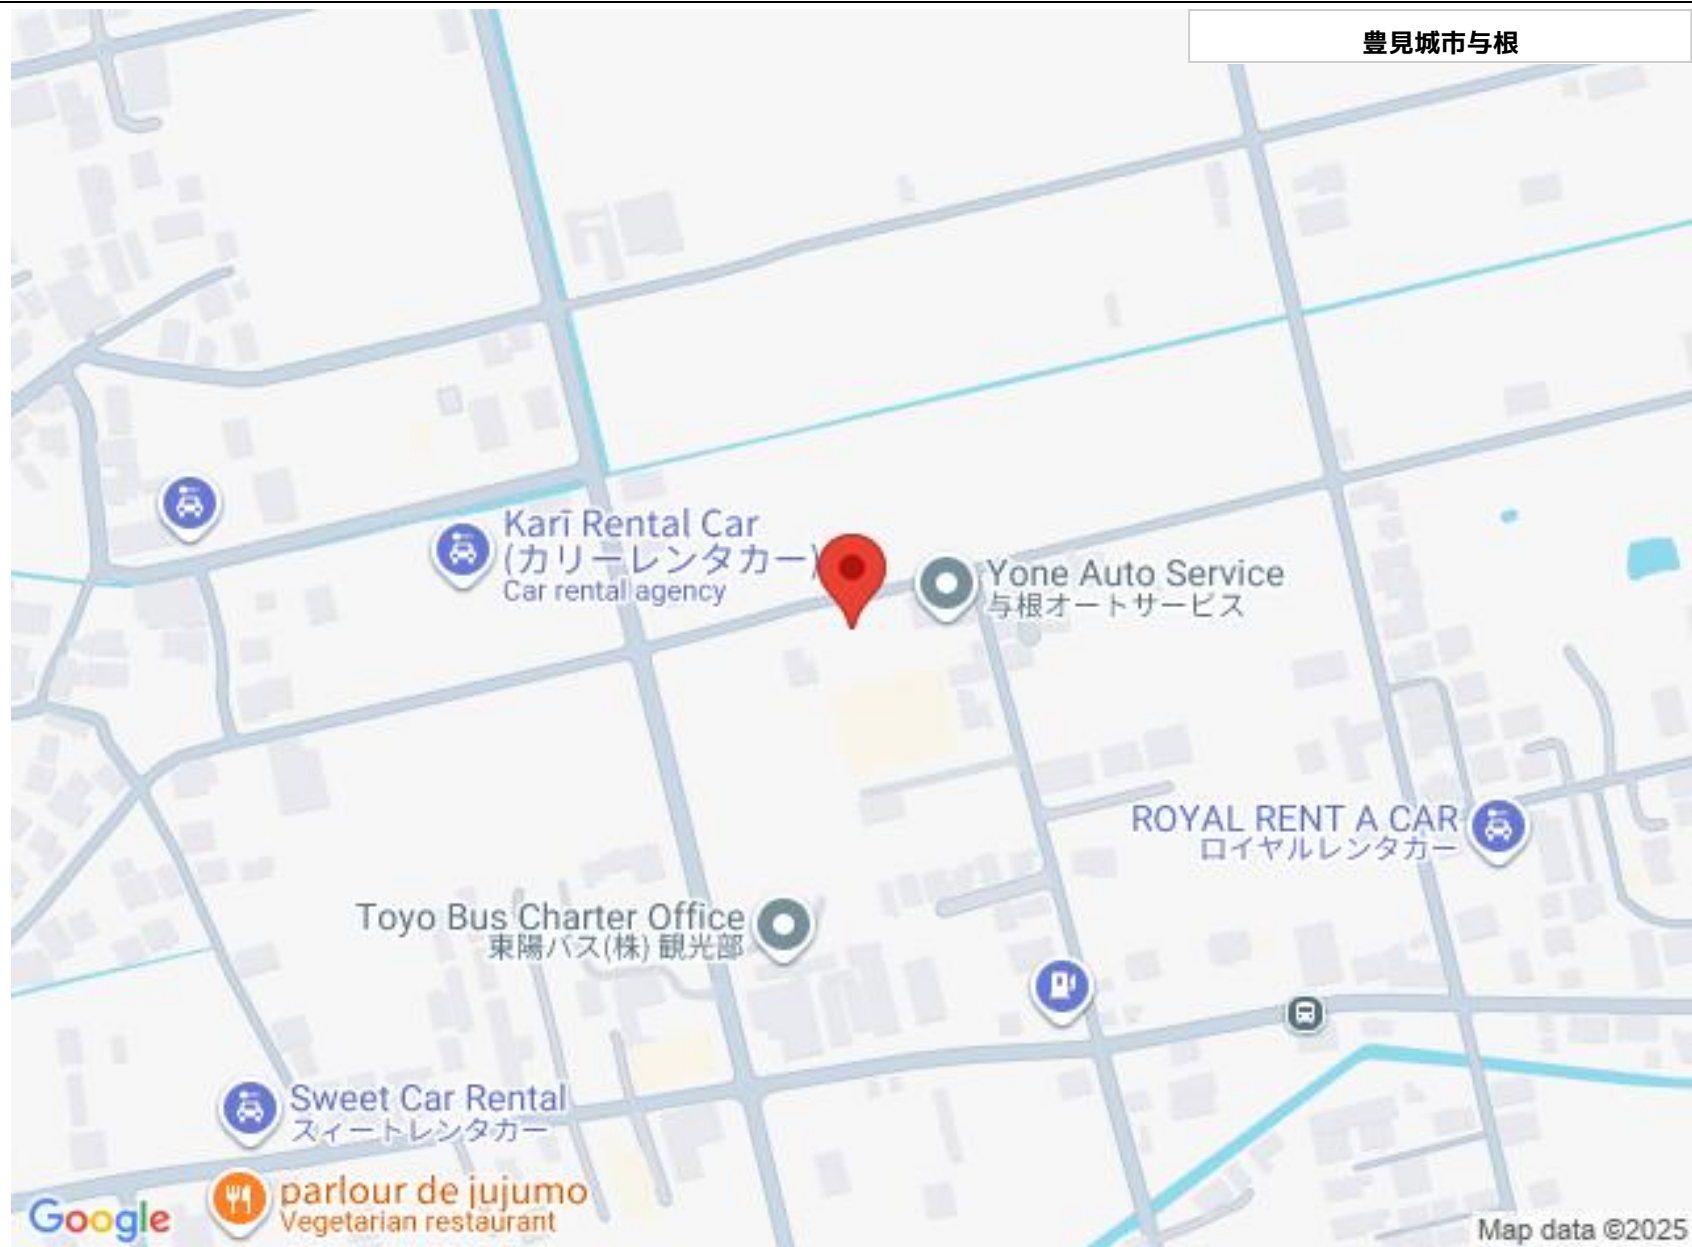 豊見城市与根
Karī Rental Car
(カリーレンタカー)
Car rental agency
Yone Auto Service
与根オートサービス
ROYAL RENT A CAR
ロイヤルレンタカー
Toyo Bus Charter Office
東陽バス(株) 観光部
Sweet Car Rental
スィートレンタカー
parlour de jujumo
Vegetarian restaurant
Google
Map data ©2025